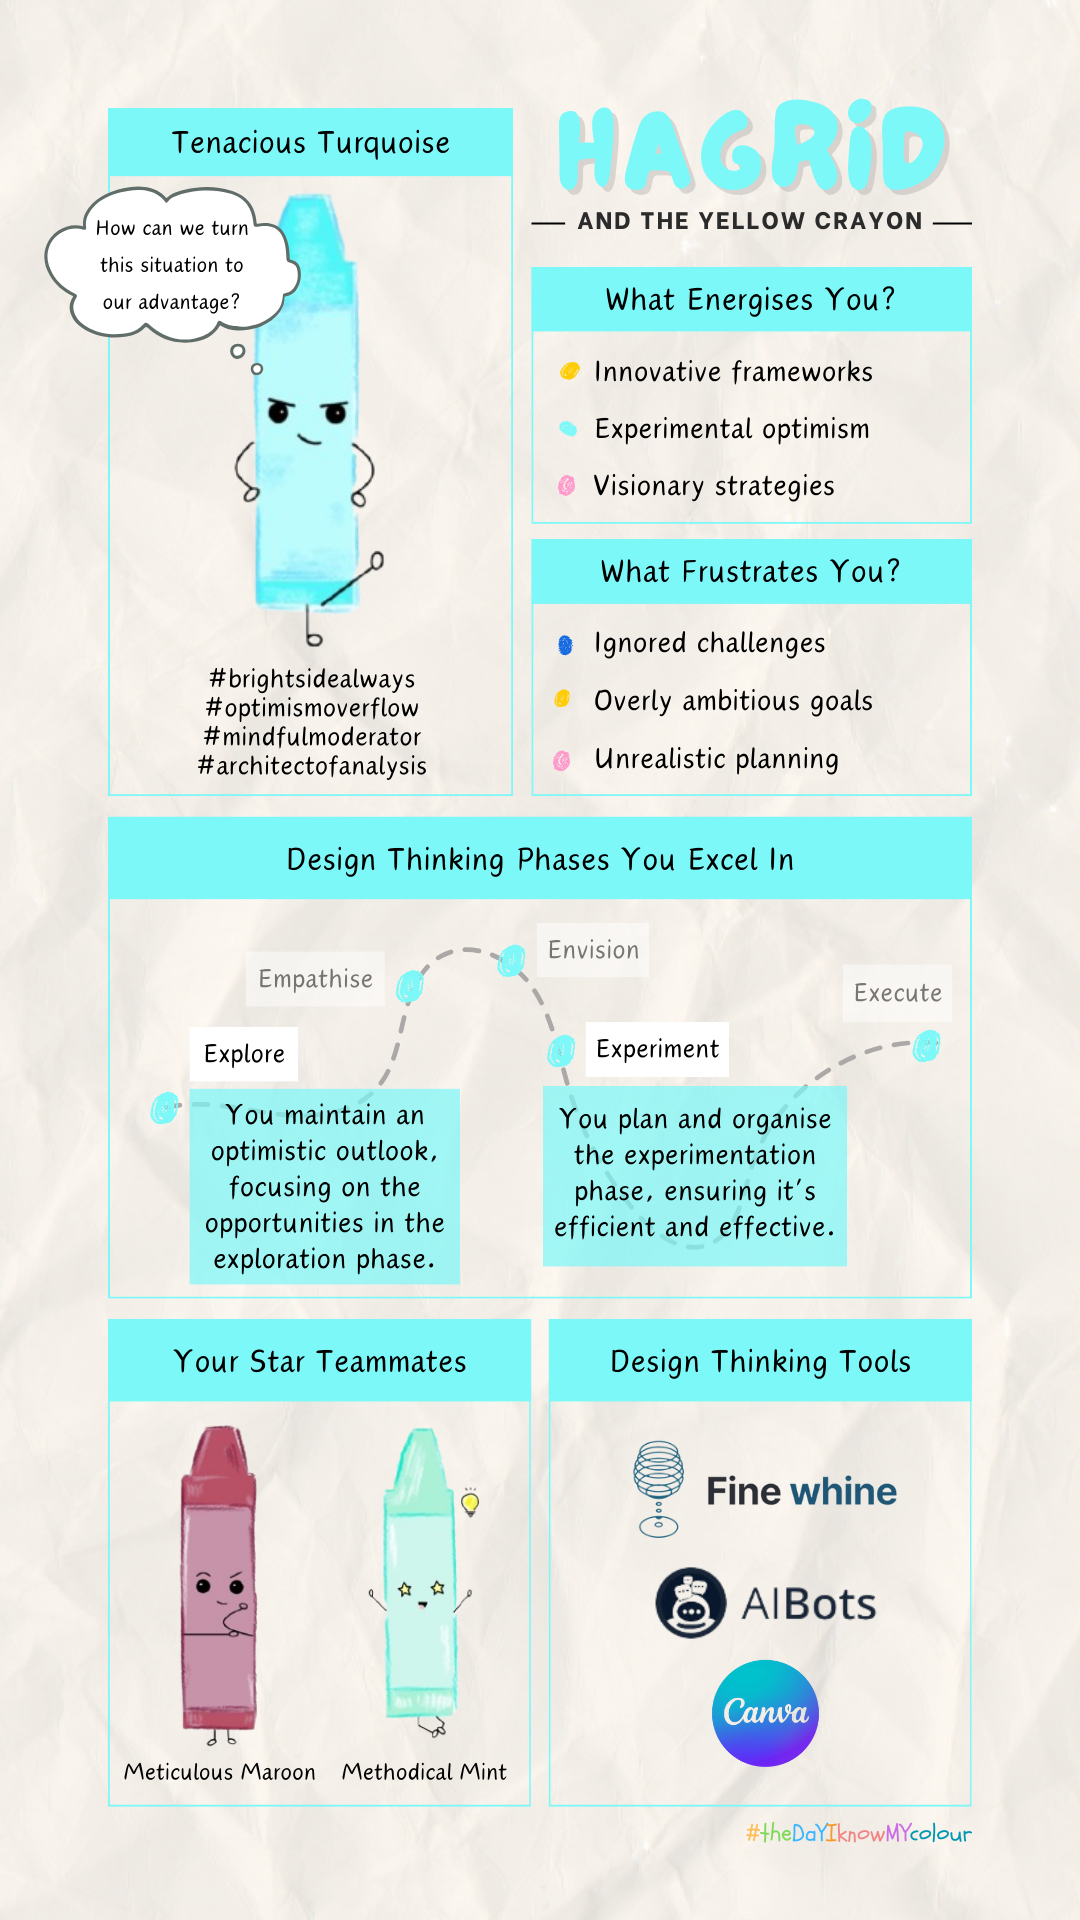 HAGRiD
AND THE YELLOW CRAYON
Tenacious Turquoise
How can we turn
this situation to
our advantage?
#brightsidealways
#optimismoverflow
#mindfulmoderator
#architectofanalysis
What Energises You?
Innovative frameworks
Experimental optimism
Visionary strategies
What Frustrates You?
Ignored challenges
Overly ambitious goals
Unrealistic planning
Design Thinking Phases You Excel In
Explore
You maintain an
optimistic outlook,
focusing on the
opportunities in the
exploration phase.
Empathise
Envision
Experiment
You plan and organise
the experimentation
phase, ensuring it's
efficient and effective.
Execute
Your Star Teammates
Meticulous Maroon
Methodical Mint
Design Thinking Tools
Fine whine
AIBots
Canva
#theDaYIknowMYcolour